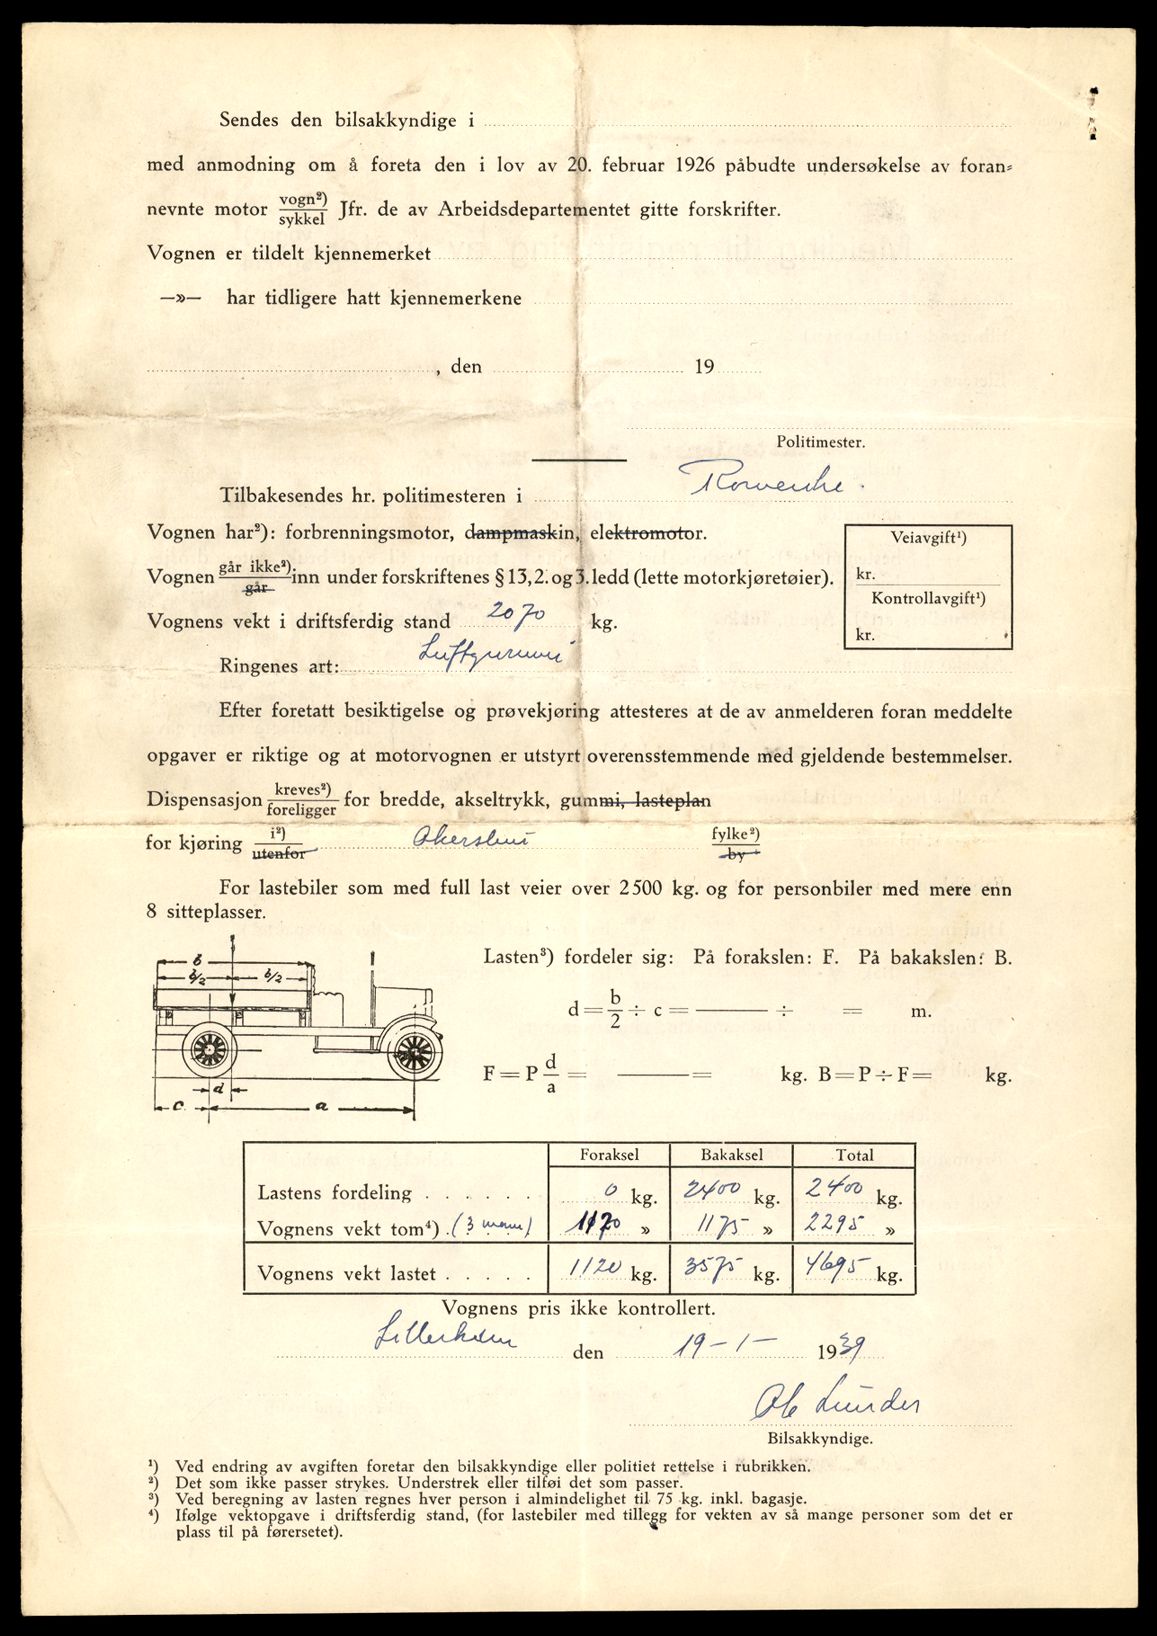 Sendes den bilsakkyndige i
med anmodning om å foreta den i lov av 20. februar 1926 påbudte undersøkelse av foran=
nevnte motor vogn²) sykkel Jfr. de av Arbeidsdepartementet gitte forskrifter.
Vognen er tildelt kjennemerket
—»— har tidligere hatt kjennemerkene
, den 19
Politimester.
Tilbakesendes hr. politimesteren i
Vognen har²): forbrenningsmotor, dampmaskin, elektromotor.
Veiavgift¹)
kr.
Kontrollavgift¹)
kr.
Vognen går ikke²) går inn under forskriftenes § 13, 2. og 3. ledd (lette motorkjøretøier).
Vognens vekt i driftsferdig stand 2070 kg.
Ringenes art: Luftgummi
Efter foretatt besiktigelse og prøvekjøring attesteres at de av anmelderen foran meddelte
opgaver er riktige og at motorvognen er utstyrt overensstemmende med gjeldende bestemmelser.
Dispensasjon kreves²) foreligger for bredde, akseltrykk, gummi, lasteplan
for kjøring i²) utenfor Akershus fylke²) by
For lastebiler som med full last veier over 2500 kg. og for personbiler med mere enn
8 sitteplasser.
b
b/2 b/2
d
c a
Lasten³) fordeler sig: På forakslen: F. På bakakslen: B.
d = b/2 ÷ c = ——— ÷ = m.
F = P d/a = ——— = kg. B = P ÷ F = kg.
Foraksel Bakaksel Total
Lastens fordeling . . . . . . 0 kg. 2400 kg. 2400 kg.
Vognens vekt tom⁴) . (3 mann) 1120 » 1175 » 2295 »
Vognens vekt lastet . . . . . 1120 kg. 3575 kg. 4695 kg.
Vognens pris ikke kontrollert.
den 19 - 1 - 1939
Lunder
Bilsakkyndige.
¹) Ved endring av avgiften foretar den bilsakkyndige eller politiet rettelse i rubrikken.
²) Det som ikke passer strykes. Understrek eller tilføi det som passer.
³) Ved beregning av lasten regnes hver person i almindelighet til 75 kg. inkl. bagasje.
⁴) Ifølge vektopgave i driftsferdig stand, (for lastebiler med tillegg for vekten av så mange personer som det er
plass til på førersetet).